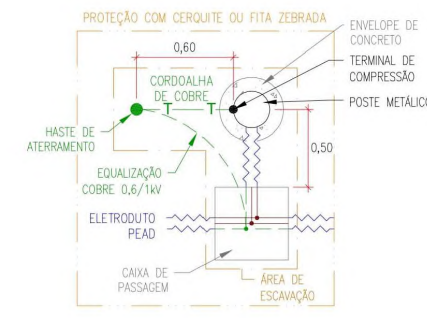 PROTEÇÃO COM CERQUITE OU FITA ZEBRADA
ENVELOPE DE
CONCRETO
0,60
TERMINAL DE
COMPRESSÃO
CORDOALHA
DE COBRE
T T
POSTE METÁLICO
HASTE DE
ATERRAMENTO
0,50
EQUALIZAÇÃO
COBRE 0,6/1kV
ELETRODUTO
PEAD
CAIXA DE
PASSAGEM
ÁREA DE
ESCAVAÇÃO